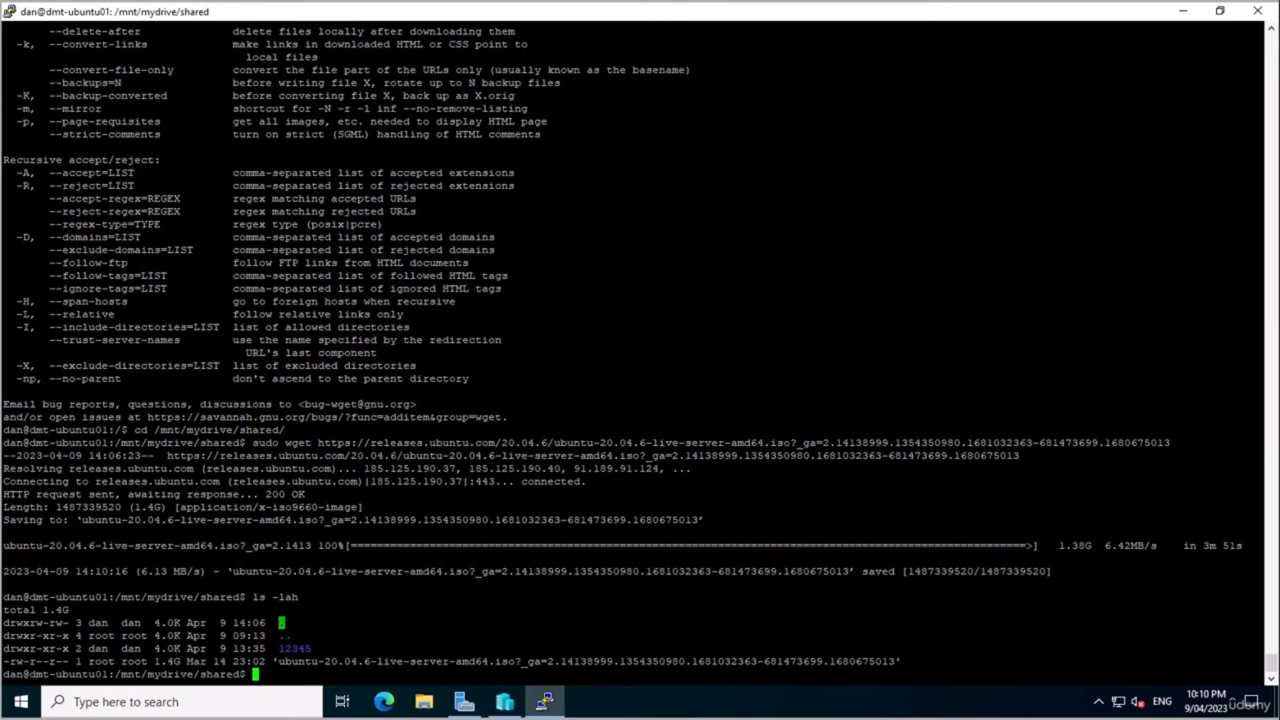 dan@dmt-ubuntu01: /mnt/mydrive/shared
--delete-after delete files locally after downloading them
-k, --convert-links make links in downloaded HTML or CSS point to
local files
--convert-file-only convert the file part of the URLs only (usually known as the basename)
--backups=N before writing file X, rotate up to N backup files
-K, --backup-converted before converting file X, back up as X.orig
-m, --mirror shortcut for -N -r -l inf --no-remove-listing
-p, --page-requisites get all images, etc. needed to display HTML page
--strict-comments turn on strict (SGML) handling of HTML comments
Recursive accept/reject:
-A, --accept=LIST comma-separated list of accepted extensions
-R, --reject=LIST comma-separated list of rejected extensions
--accept-regex=REGEX regex matching accepted URLs
--reject-regex=REGEX regex matching rejected URLs
--regex-type=TYPE regex type (posix|pcre)
-D, --domains=LIST comma-separated list of accepted domains
--exclude-domains=LIST comma-separated list of rejected domains
--follow-ftp follow FTP links from HTML documents
--follow-tags=LIST comma-separated list of followed HTML tags
--ignore-tags=LIST comma-separated list of ignored HTML tags
-H, --span-hosts go to foreign hosts when recursive
-L, --relative follow relative links only
-I, --include-directories=LIST list of allowed directories
--trust-server-names use the name specified by the redirection
URL's last component
-X, --exclude-directories=LIST list of excluded directories
-np, --no-parent don't ascend to the parent directory
Email bug reports, questions, discussions to <bug-wget@gnu.org>
and/or open issues at https://savannah.gnu.org/bugs/?func=additem&group=wget.
dan@dmt-ubuntu01:/$ cd /mnt/mydrive/shared/
dan@dmt-ubuntu01:/mnt/mydrive/shared$ sudo wget https://releases.ubuntu.com/20.04.6/ubuntu-20.04.6-live-server-amd64.iso?_ga=2.14138999.1354350980.1681032363-681473699.1680675013
--2023-04-09 14:06:23-- https://releases.ubuntu.com/20.04.6/ubuntu-20.04.6-live-server-amd64.iso?_ga=2.14138999.1354350980.1681032363-681473699.1680675013
Resolving releases.ubuntu.com (releases.ubuntu.com)... 185.125.190.37, 185.125.190.40, 91.189.91.124, ...
Connecting to releases.ubuntu.com (releases.ubuntu.com)|185.125.190.37|:443... connected.
HTTP request sent, awaiting response... 200 OK
Length: 1487339520 (1.4G) [application/x-iso9660-image]
Saving to: ‘ubuntu-20.04.6-live-server-amd64.iso?_ga=2.14138999.1354350980.1681032363-681473699.1680675013’
ubuntu-20.04.6-live-server-amd64.iso?_ga=2.1413 100%[=========================================================================================================>] 1.38G 6.42MB/s in 3m 51s
2023-04-09 14:10:16 (6.13 MB/s) - ‘ubuntu-20.04.6-live-server-amd64.iso?_ga=2.14138999.1354350980.1681032363-681473699.1680675013’ saved [1487339520/1487339520]
dan@dmt-ubuntu01:/mnt/mydrive/shared$ ls -lah
total 1.4G
drwxrw-rw- 3 dan dan 4.0K Apr 9 14:06 .
drwxr-xr-x 4 root root 4.0K Apr 9 09:13 ..
drwxr-xr-x 2 dan dan 4.0K Apr 9 13:35 12345
-rw-r--r-- 1 root root 1.4G Mar 14 23:02 'ubuntu-20.04.6-live-server-amd64.iso?_ga=2.14138999.1354350980.1681032363-681473699.1680675013'
dan@dmt-ubuntu01:/mnt/mydrive/shared$
Type here to search
ENG
10:10 PM
9/04/2023
Udemy